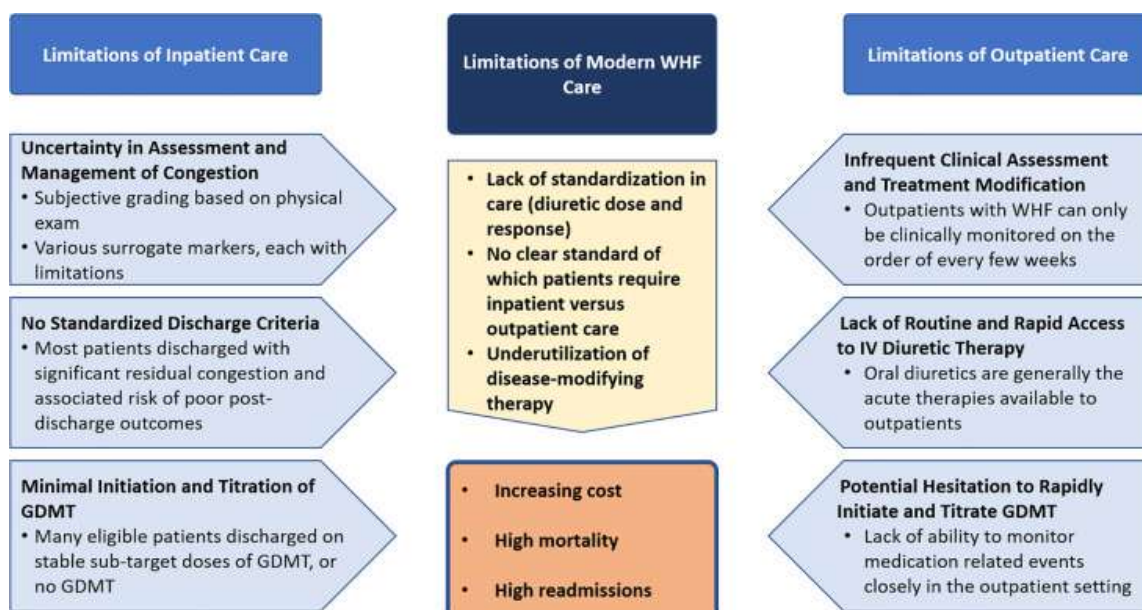 Limitations of Inpatient Care
Uncertainty in Assessment and
Management of Congestion
• Subjective grading based on physical
exam
• Various surrogate markers, each with
limitations
No Standardized Discharge Criteria
• Most patients discharged with
significant residual congestion and
associated risk of poor post-
discharge outcomes
Minimal Initiation and Titration of
GDMT
• Many eligible patients discharged on
stable sub-target doses of GDMT, or
no GDMT
Limitations of Modern WHF
Care
• Lack of standardization in
care (diuretic dose and
response)
• No clear standard of
which patients require
inpatient versus
outpatient care
• Underutilization of
disease-modifying
therapy
• Increasing cost
• High mortality
• High readmissions
Limitations of Outpatient Care
Infrequent Clinical Assessment
and Treatment Modification
• Outpatients with WHF can only
be clinically monitored on the
order of every few weeks
Lack of Routine and Rapid Access
to IV Diuretic Therapy
• Oral diuretics are generally the
acute therapies available to
outpatients
Potential Hesitation to Rapidly
Initiate and Titrate GDMT
• Lack of ability to monitor
medication related events
closely in the outpatient setting